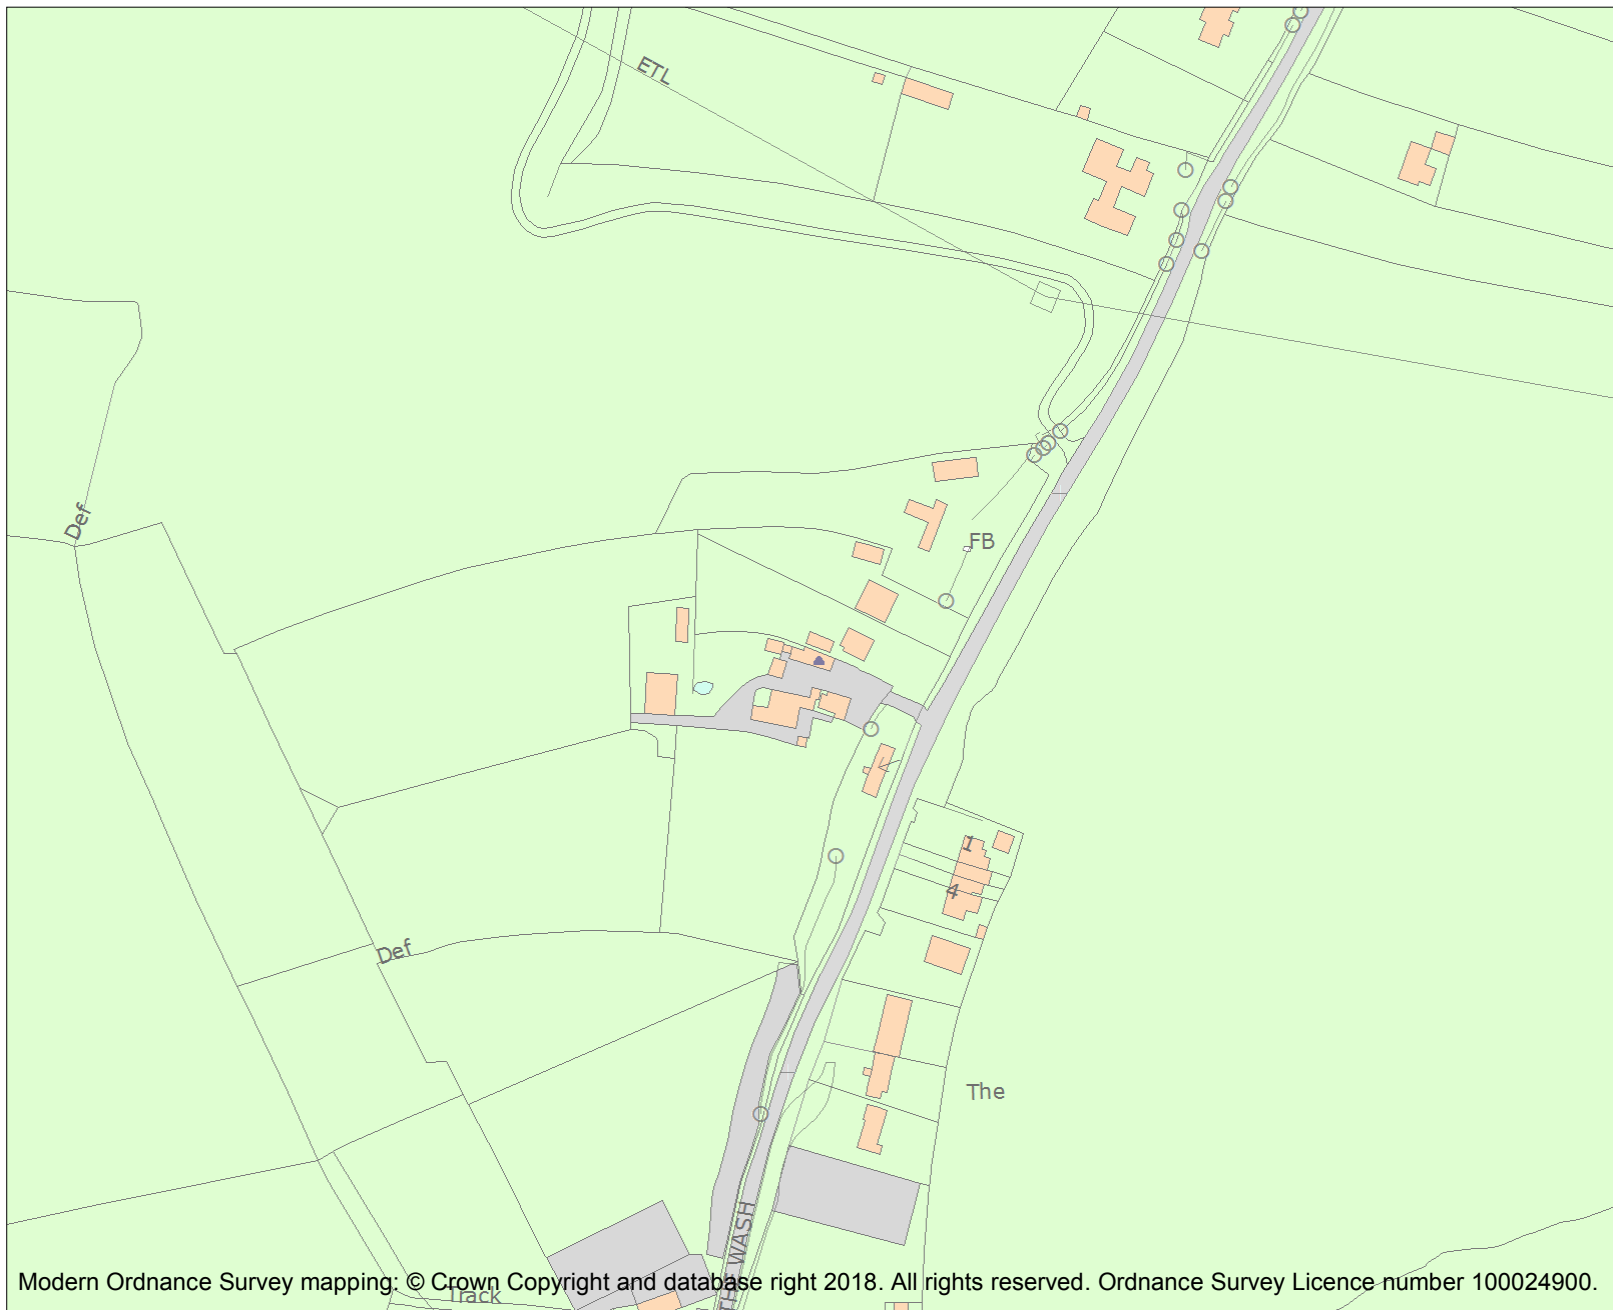 ETL
Def
FB
1
4
Def
The
THE WASH
Track
Modern Ordnance Survey mapping: © Crown Copyright and database right 2018. All rights reserved. Ordnance Survey Licence number 100024900.